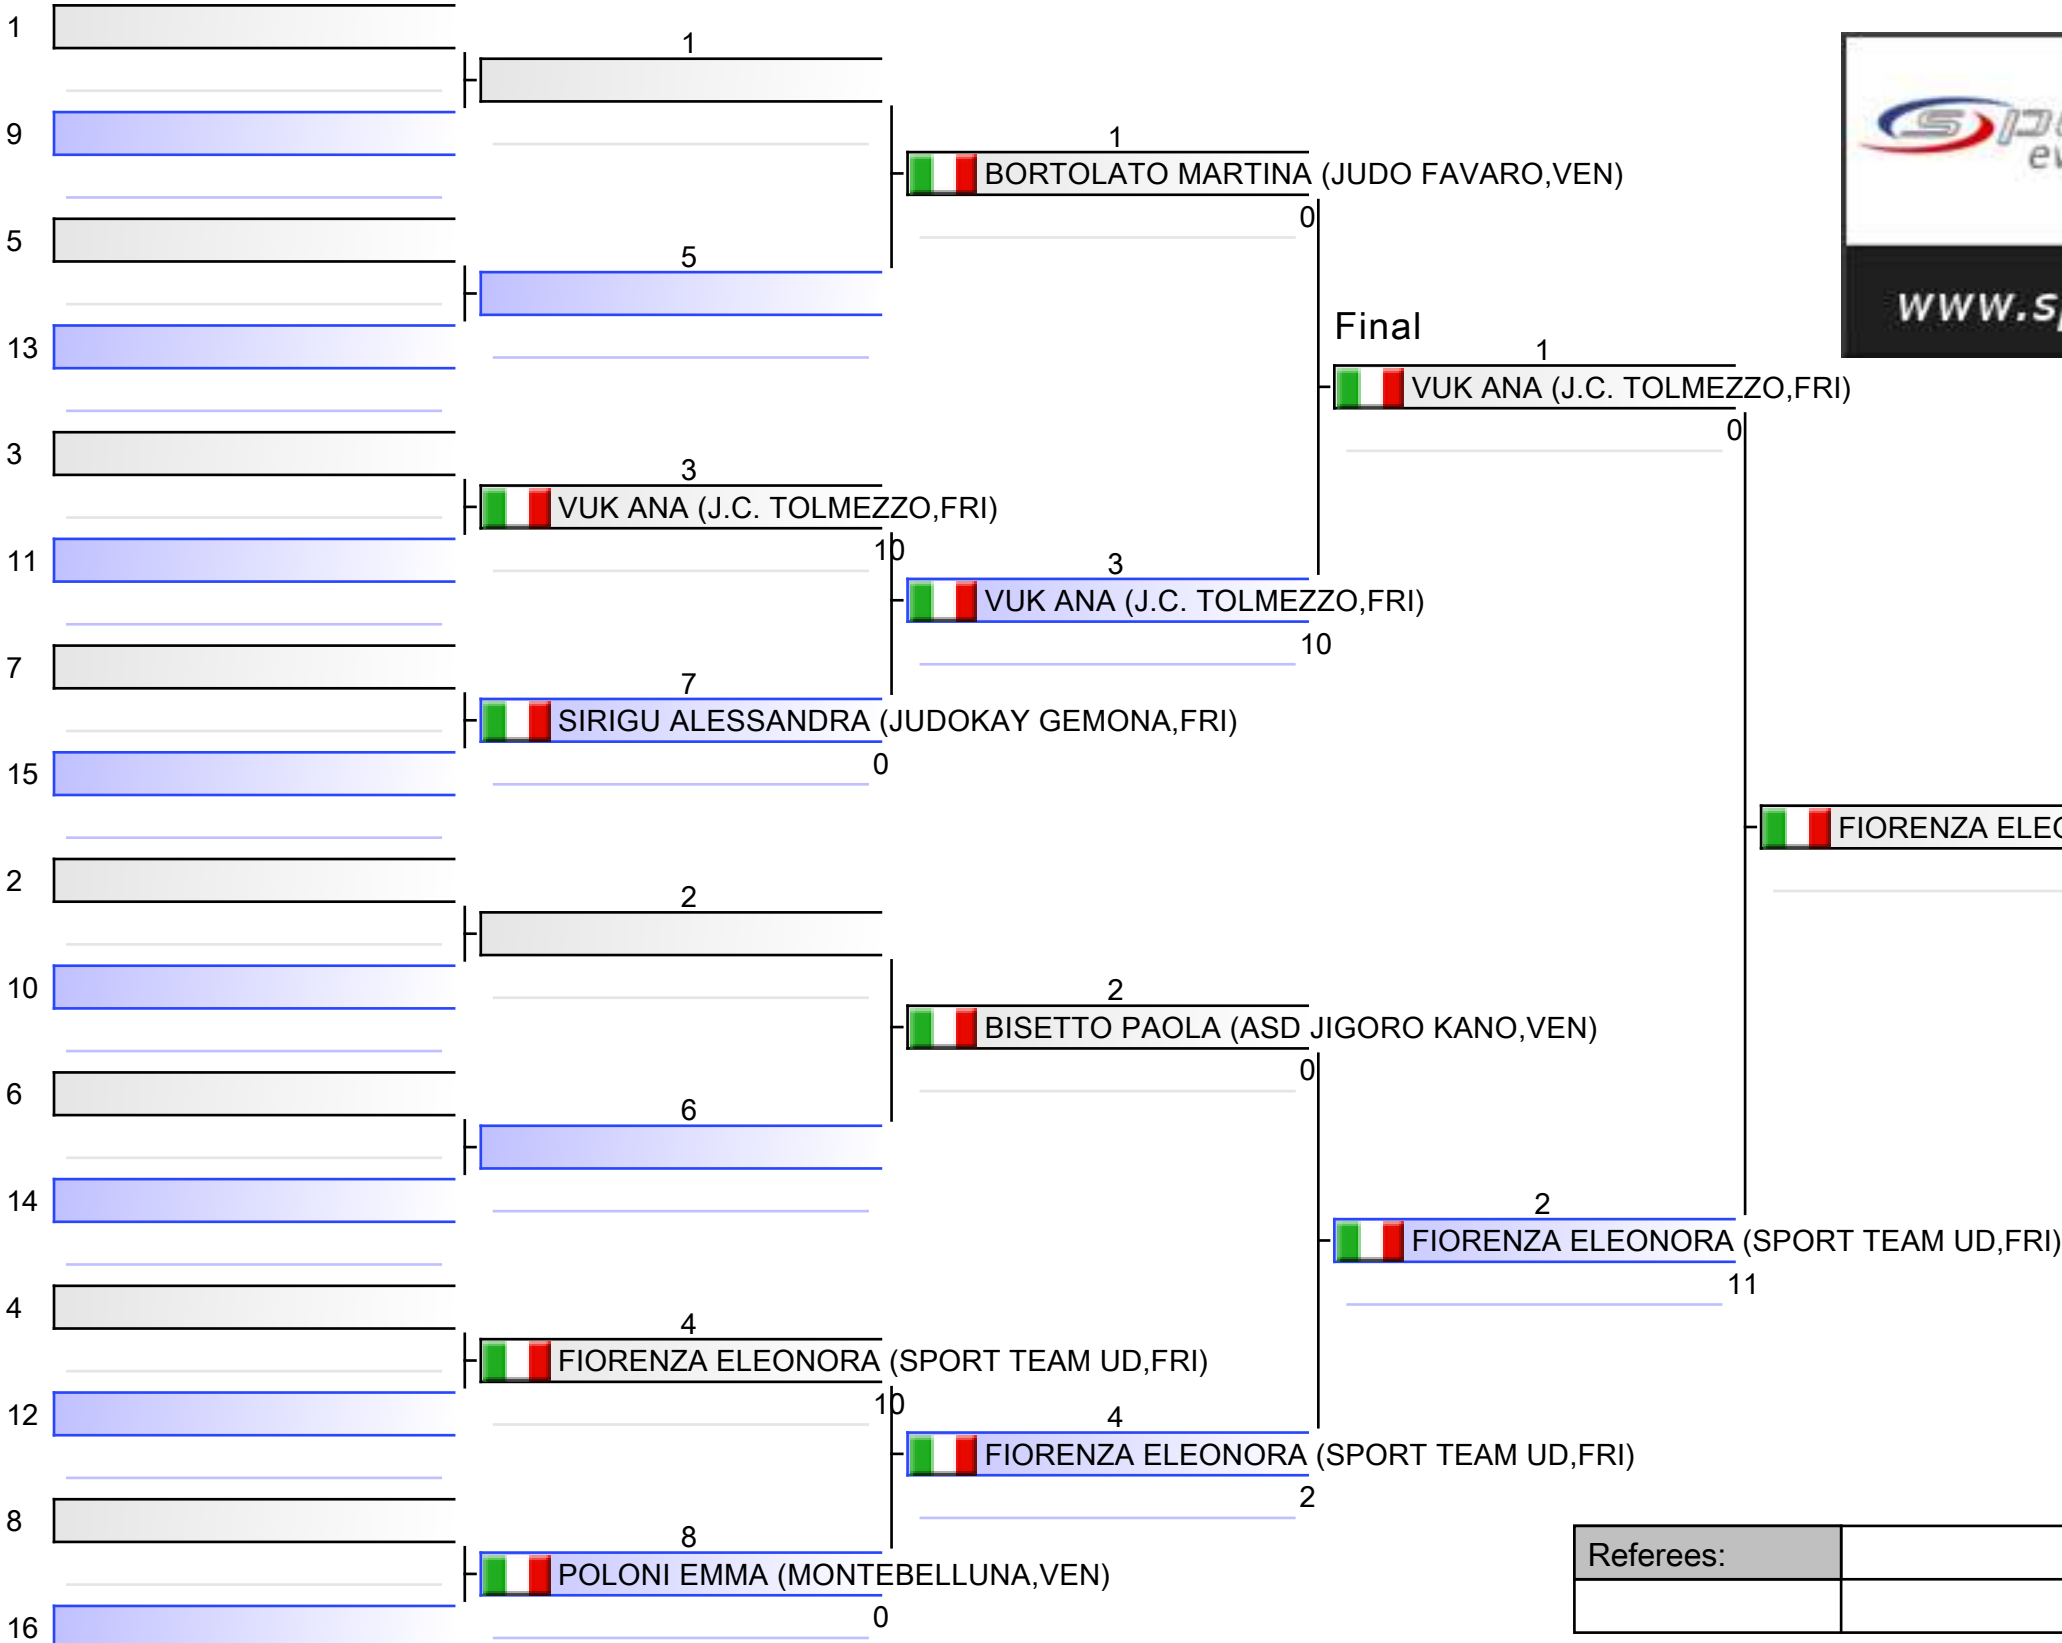 1
1
9
1
BORTOLATO MARTINA (JUDO FAVARO,VEN)
0
5
5
13
www.s
Final
1
VUK ANA (J.C. TOLMEZZO,FRI)
0
3
3
VUK ANA (J.C. TOLMEZZO,FRI)
10
11
3
VUK ANA (J.C. TOLMEZZO,FRI)
10
7
7
SIRIGU ALESSANDRA (JUDOKAY GEMONA,FRI)
0
15
FIORENZA ELEO
2
2
10
2
BISETTO PAOLA (ASD JIGORO KANO,VEN)
0
6
6
14
2
FIORENZA ELEONORA (SPORT TEAM UD,FRI)
11
4
4
FIORENZA ELEONORA (SPORT TEAM UD,FRI)
10
12
4
FIORENZA ELEONORA (SPORT TEAM UD,FRI)
2
8
8
POLONI EMMA (MONTEBELLUNA,VEN)
0
16
Referees: